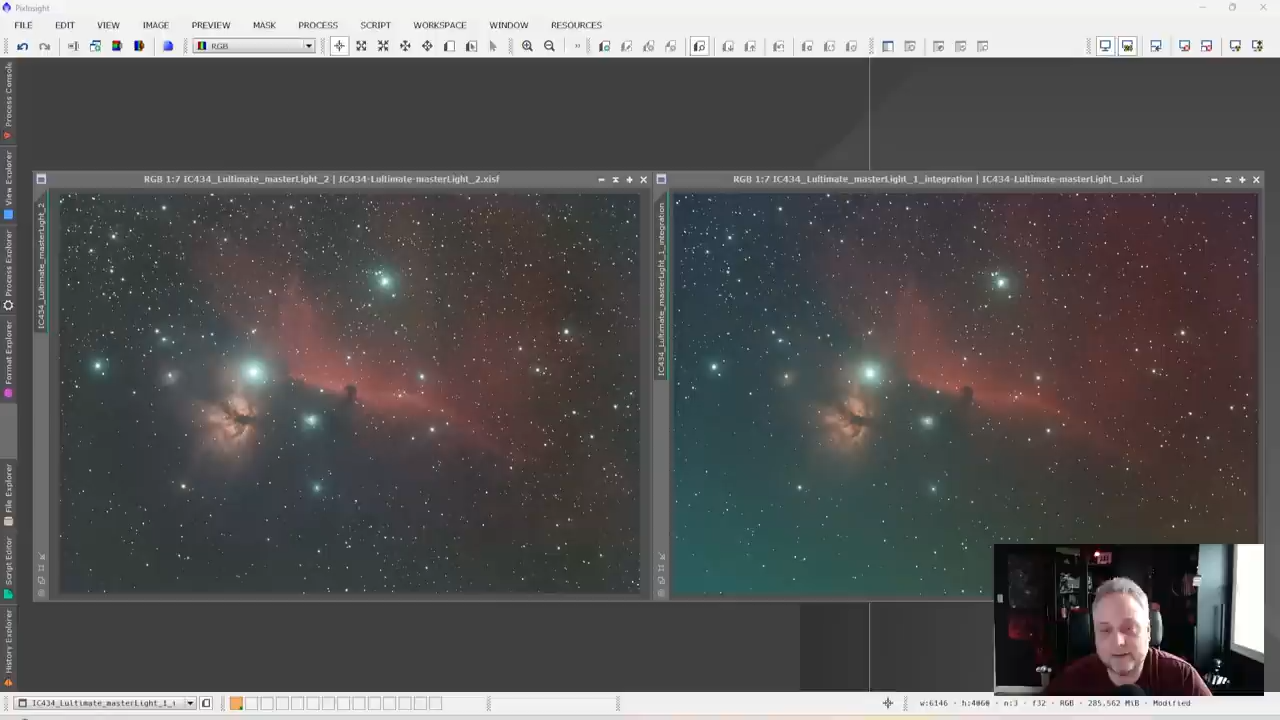 PixInsight
FILE EDIT VIEW IMAGE PREVIEW MASK PROCESS SCRIPT WORKSPACE WINDOW RESOURCES
RGB
Process Console
View Explorer
Process Explorer
Format Explorer
File Explorer
Script Editor
History Explorer
RGB 1:7 IC434_Lultimate_masterLight_2 | IC434-Lultimate-masterLight_2.xisf
IC434_Lultimate_masterLight_2
RGB 1:7 IC434_Lultimate_masterLight_1_integration | IC434-Lultimate-masterLight_1.xisf
IC434_Lultimate_masterLight_1_integration
IC434_Lultimate_masterLight_1_i
w:6146 · h:4060 · n:3 · f32 · RGB · 285.562 MiB · Modified